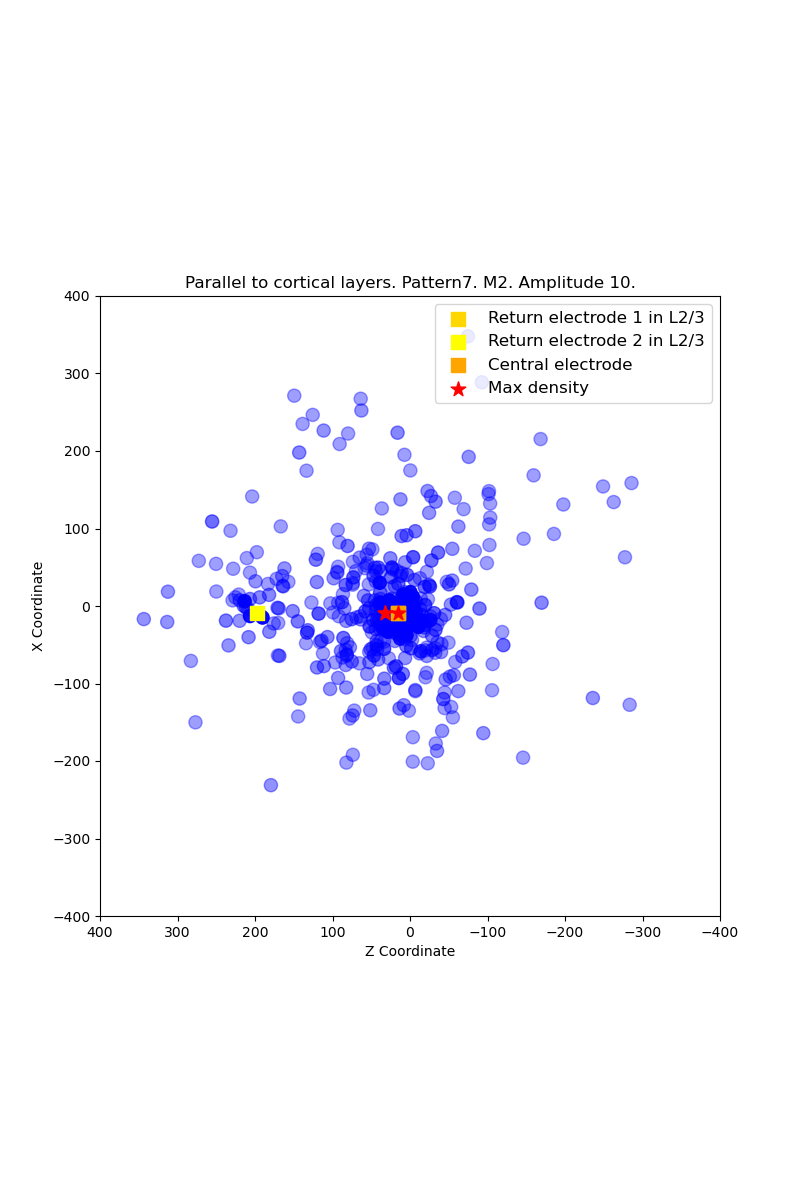 Parallel to cortical layers. Pattern7. M2. Amplitude 10.
400
300
200
100
0
−100
−200
−300
−400
X Coordinate
Return electrode 1 in L2/3
Return electrode 2 in L2/3
Central electrode
Max density
400 300 200 100 0 −100 −200 −300 −400
Z Coordinate